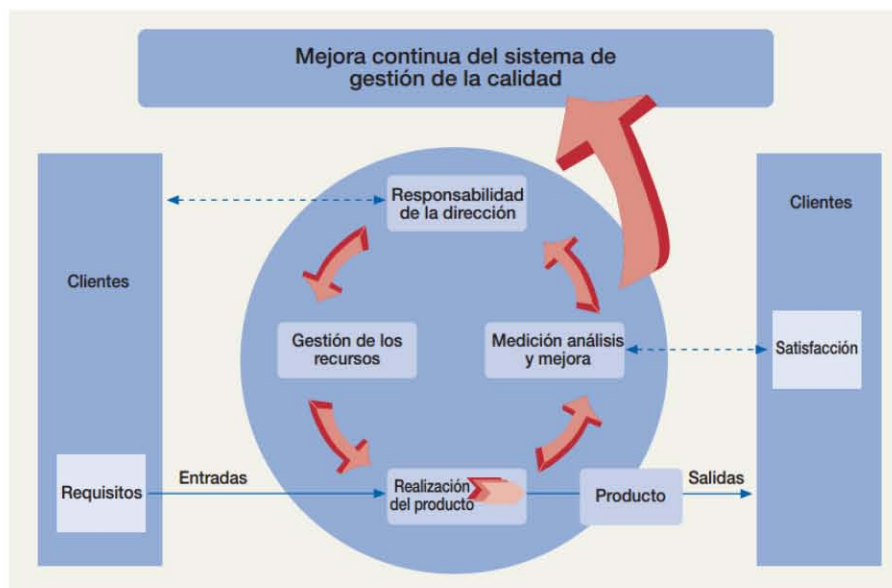 Mejora continua del sistema de
gestión de la calidad
Responsabilidad
de la dirección
Clientes
Clientes
Gestión de los
recursos
Medición análisis
y mejora
Satisfacción
Requisitos
Entradas
Realización
del producto
Producto
Salidas